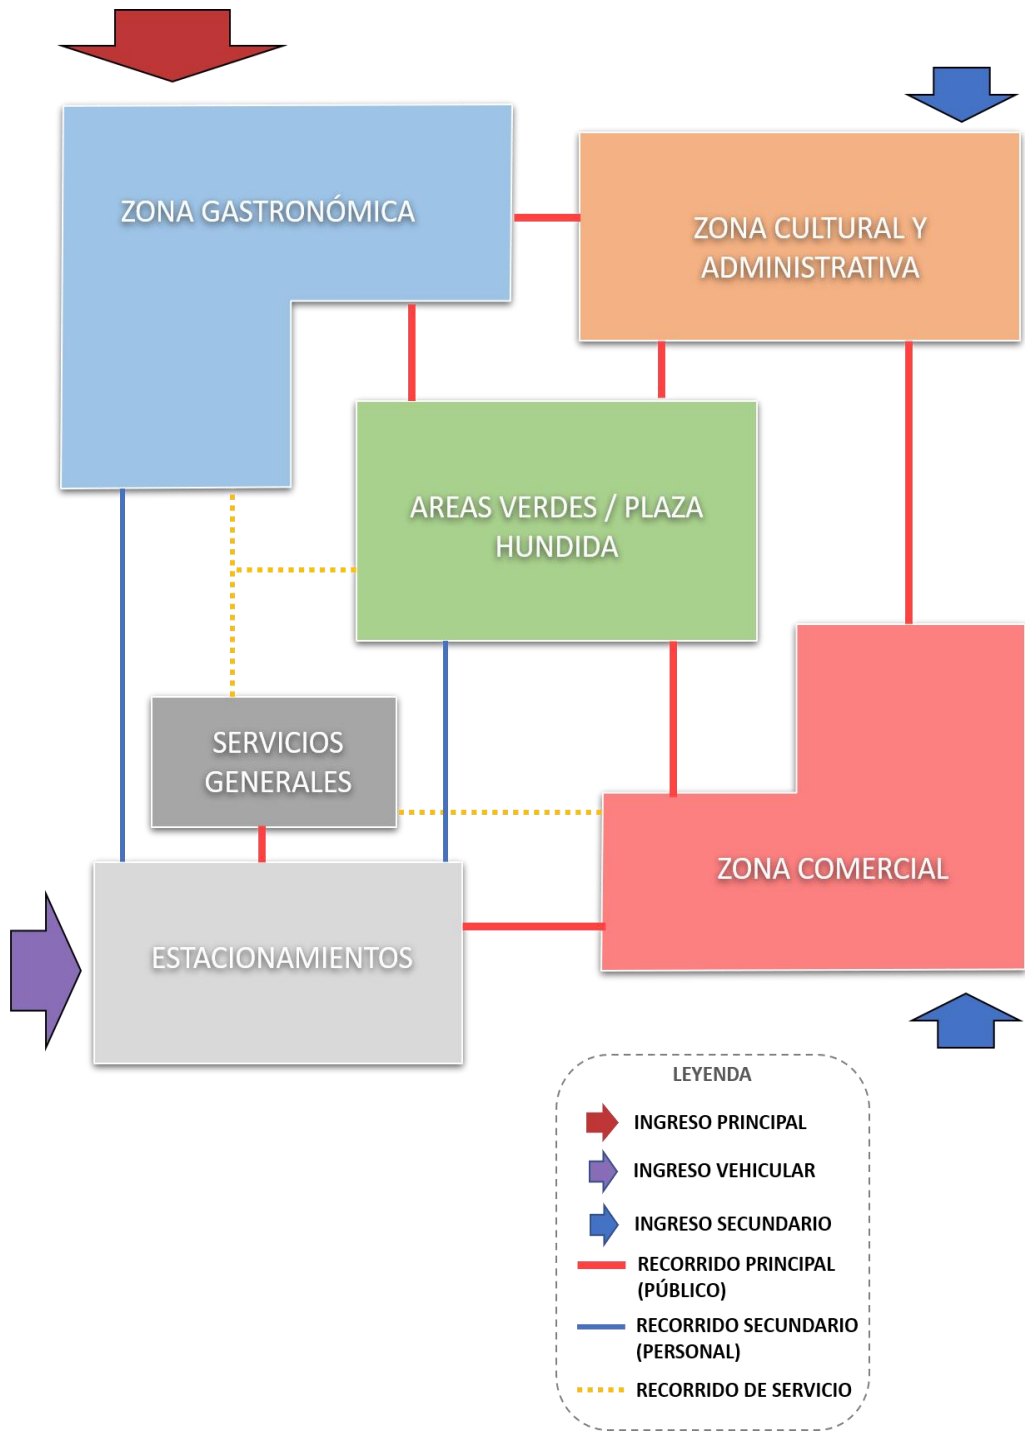 ZONA GASTRONÓMICA
ZONA CULTURAL Y
ADMINISTRATIVA
AREAS VERDES / PLAZA
HUNDIDA
SERVICIOS
GENERALES
ZONA COMERCIAL
ESTACIONAMIENTOS
LEYENDA
INGRESO PRINCIPAL
INGRESO VEHICULAR
INGRESO SECUNDARIO
RECORRIDO PRINCIPAL
(PÚBLICO)
RECORRIDO SECUNDARIO
(PERSONAL)
RECORRIDO DE SERVICIO